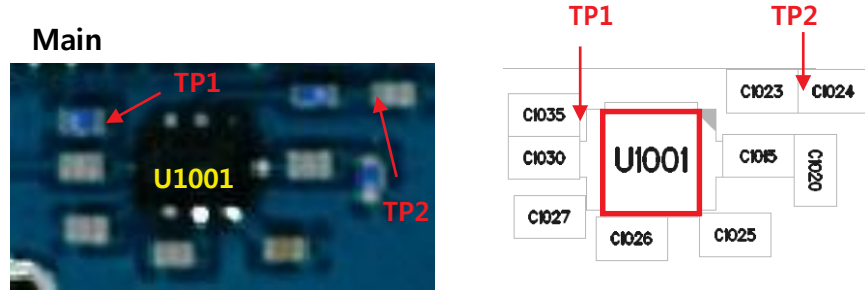 Main
TP1
U1001
TP2
TP1
TP2
C1023
C1024
C1035
C1030
U1001
C1015
C1020
C1027
C1026
C1025